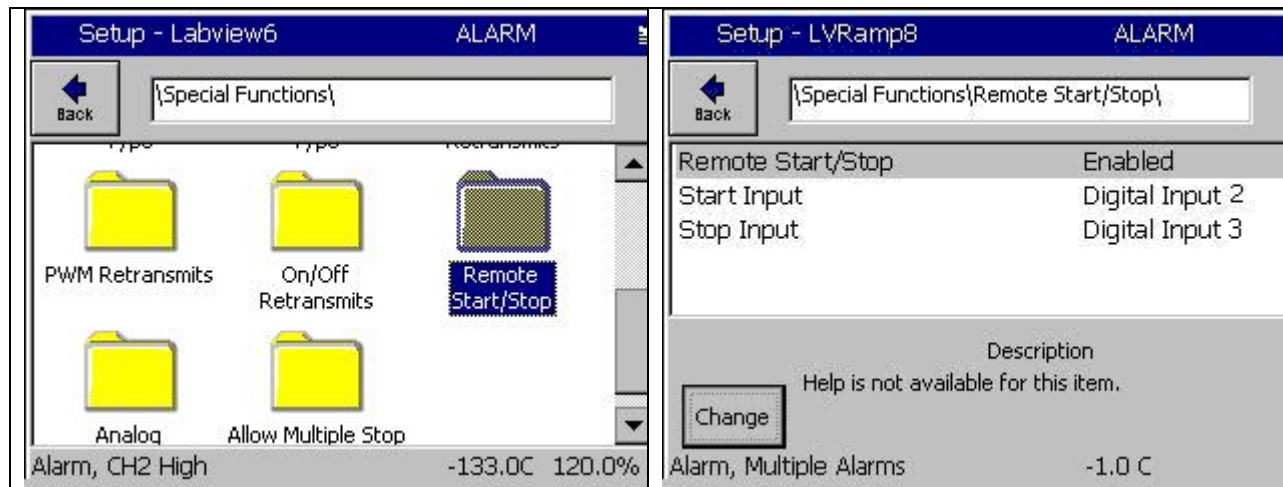 Setup - Labview6 ALARM
Back
\Special Functions\
PWM Retransmits
On/Off
Retransmits
Remote
Start/Stop
Analog
Allow Multiple Stop
Alarm, CH2 High -133.0C 120.0%
Setup - LVRamp8 ALARM
Back
\Special Functions\Remote Start/Stop\
Remote Start/Stop Enabled
Start Input Digital Input 2
Stop Input Digital Input 3
Description
Help is not available for this item.
Change
Alarm, Multiple Alarms -1.0 C